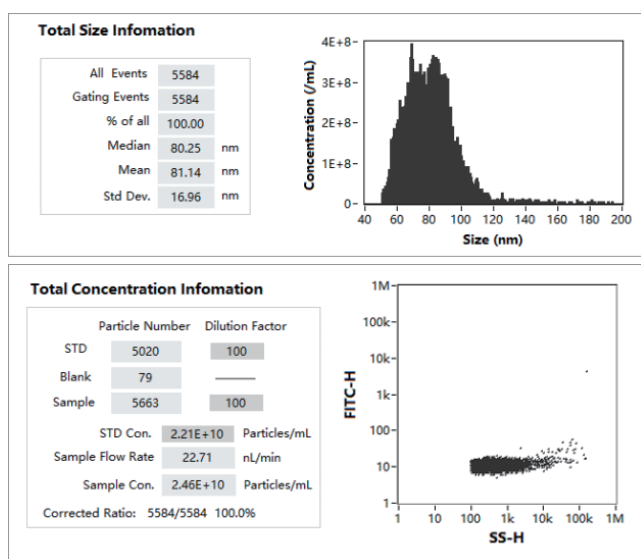 Total Size Infomation
All Events 5584
Gating Events 5584
% of all 100.00
Median 80.25 nm
Mean 81.14 nm
Std Dev. 16.96 nm
Concentration (/mL)
4E+8
3E+8
2E+8
1E+8
0
40 60 80 100 120 140 160 180 200
Size (nm)
Total Concentration Infomation
Particle Number Dilution Factor
STD 5020 100
Blank 79 ——
Sample 5663 100
STD Con. 2.21E+10 Particles/mL
Sample Flow Rate 22.71 nL/min
Sample Con. 2.46E+10 Particles/mL
Corrected Ratio: 5584/5584 100.0%
FITC-H
1M
100k
10k
1k
100
10
1
1 10 100 1k 10k 100k 1M
SS-H